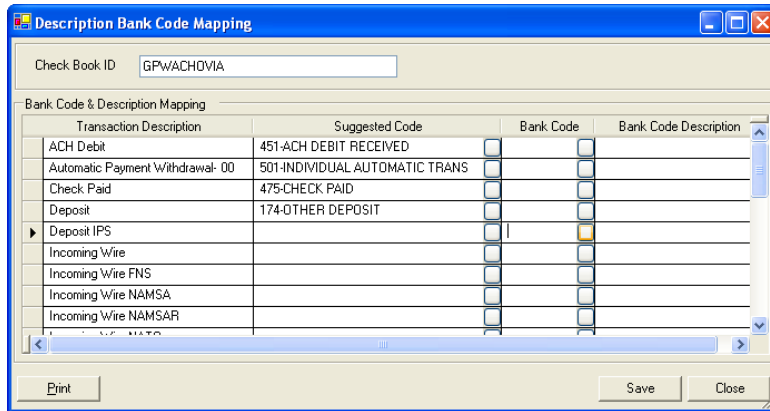 Description Bank Code Mapping
Check Book ID GPWACHOVIA
Bank Code & Description Mapping
Transaction Description Suggested Code Bank Code Bank Code Description
ACH Debit 451-ACH DEBIT RECEIVED
Automatic Payment Withdrawal- 00 501-INDIVIDUAL AUTOMATIC TRANS
Check Paid 475-CHECK PAID
Deposit 174-OTHER DEPOSIT
Deposit IPS
Incoming Wire
Incoming Wire FNS
Incoming Wire NAMSA
Incoming Wire NAMSAR
Print Save Close